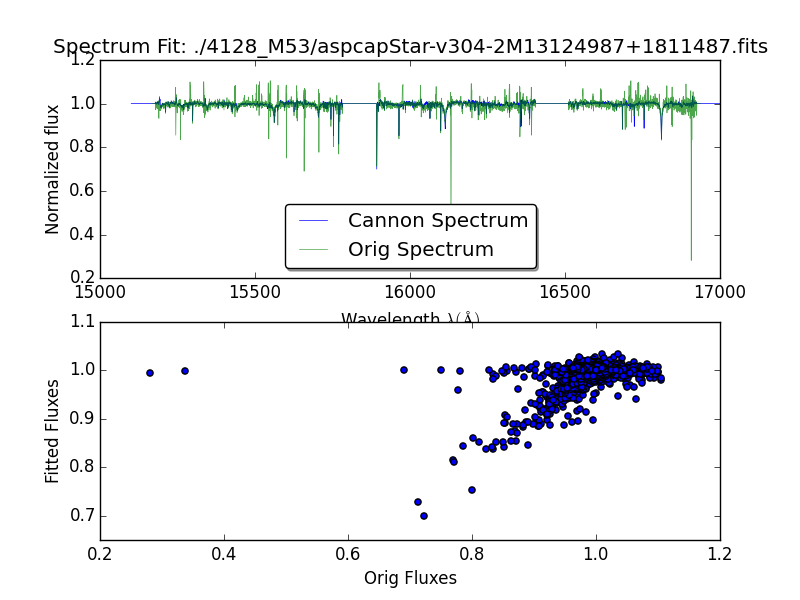 Spectrum Fit: ./4128_M53/aspcapStar-v304-2M13124987+1811487.fits
1.2
1.0
0.8
0.6
0.4
0.2
Normalized flux
Cannon Spectrum
Orig Spectrum
15000 15500 16000 16500 17000
Wavelength λ(Å)
1.1
1.0
0.9
0.8
0.7
Fitted Fluxes
0.2 0.4 0.6 0.8 1.0 1.2
Orig Fluxes